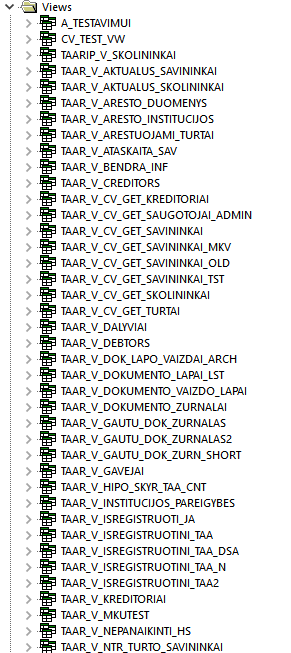 Views
A_TESTAVIMUI
CV_TEST_VW
TAARIP_V_SKOLININKAI
TAAR_V_AKTUALUS_SAVININKAI
TAAR_V_AKTUALUS_SKOLININKAI
TAAR_V_ARESTO_DUOMENYS
TAAR_V_ARESTO_INSTITUCIJOS
TAAR_V_ARESTUOJAMI_TURTAI
TAAR_V_ATASKAITA_SAV
TAAR_V_BENDRA_INF
TAAR_V_CREDITORS
TAAR_V_CV_GET_KREDITORIAI
TAAR_V_CV_GET_SAUGOTOJAI_ADMIN
TAAR_V_CV_GET_SAVININKAI
TAAR_V_CV_GET_SAVININKAI_MKV
TAAR_V_CV_GET_SAVININKAI_OLD
TAAR_V_CV_GET_SAVININKAI_TST
TAAR_V_CV_GET_SKOLININKAI
TAAR_V_CV_GET_TURTAI
TAAR_V_DALYVIAI
TAAR_V_DEBTORS
TAAR_V_DOK_LAPO_VAIZDAI_ARCH
TAAR_V_DOKUMENTO_LAPAI_LST
TAAR_V_DOKUMENTO_VAIZDO_LAPAI
TAAR_V_DOKUMENTO_ZURNALAI
TAAR_V_GAUTU_DOK_ZURNALAS
TAAR_V_GAUTU_DOK_ZURNALAS2
TAAR_V_GAUTU_DOK_ZURN_SHORT
TAAR_V_GAVEJAI
TAAR_V_HIPO_SKYR_TAA_CNT
TAAR_V_INSTITUCIJOS_PAREIGYBES
TAAR_V_ISREGISTRUOTI_JA
TAAR_V_ISREGISTRUOTINI_TAA
TAAR_V_ISREGISTRUOTINI_TAA_DSA
TAAR_V_ISREGISTRUOTINI_TAA_N
TAAR_V_ISREGISTRUOTINI_TAA2
TAAR_V_KREDITORIAI
TAAR_V_MKUTEST
TAAR_V_NEPANAIKINTI_HS
TAAR_V_NTR_TURTO_SAVININKAI